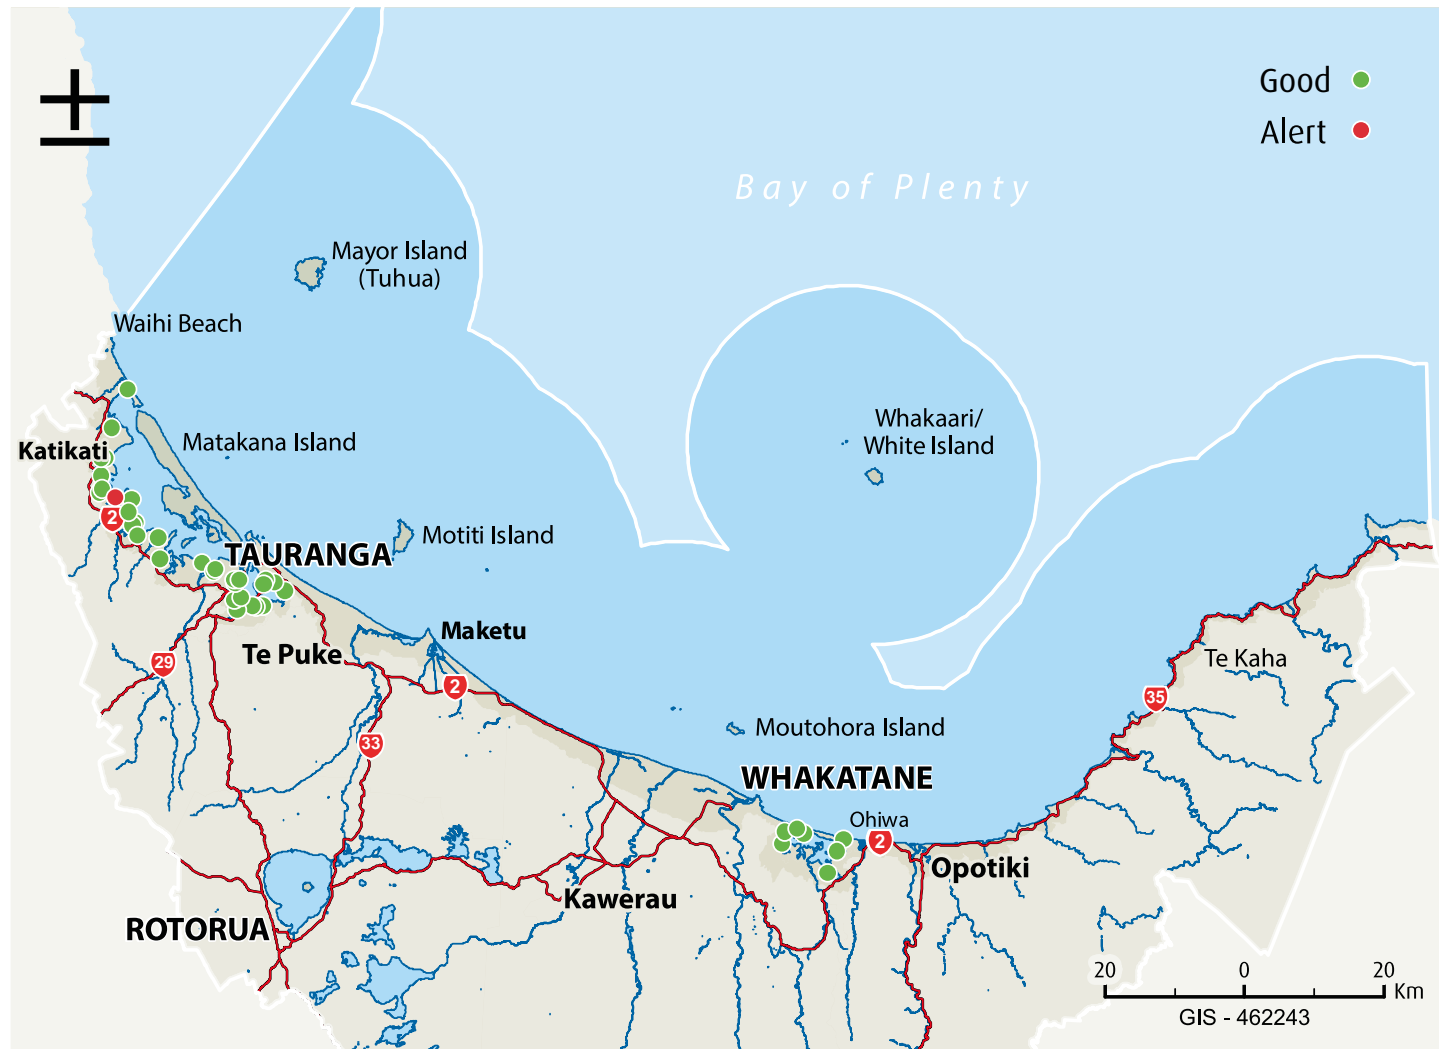 Good
Alert
Bay of Plenty
Mayor Island
(Tuhua)
Waihi Beach
Whakaari/
White Island
Katikati
Matakana Island
2
Motiti Island
TAURANGA
Maketu
Te Puke
29
2
Te Kaha
35
33
Moutohora Island
WHAKATANE
Ohiwa
2
Opotiki
Kawerau
ROTORUA
20 0 20
Km
GIS - 462243